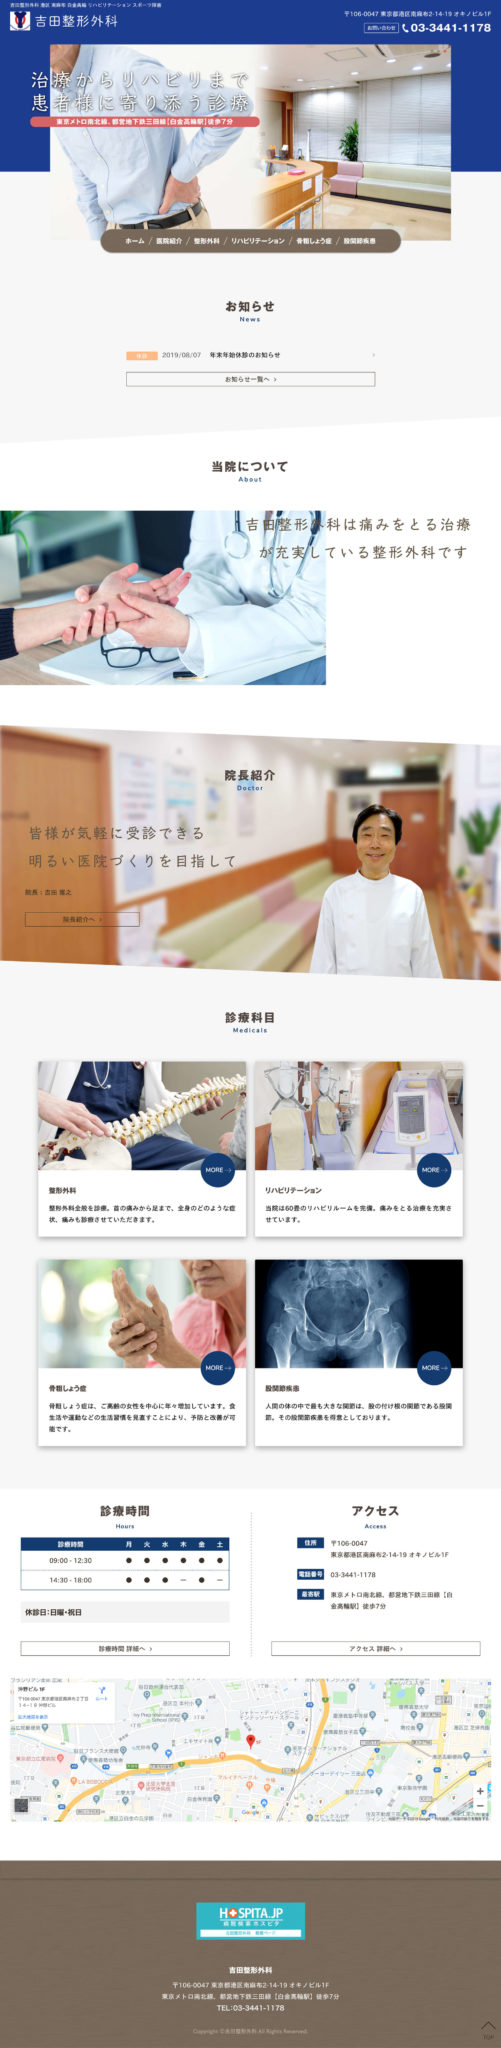 吉田整形外科 港区 南麻布 白金高輪 リハビリテーション スポーツ障害
吉田整形外科
〒106-0047 東京都港区南麻布2-14-19 オキノビル1F
お問い合わせ 03-3441-1178
治療からリハビリまで
患者様に寄り添う診療
東京メトロ南北線、都営地下鉄三田線【白金高輪駅】徒歩7分
ホーム / 医院紹介 / 整形外科 / リハビリテーション / 骨粗しょう症 / 股関節疾患
お知らせ
News
休診 2019/08/07 年末年始休診のお知らせ
お知らせ一覧へ
当院について
About
吉田整形外科は痛みをとる治療
が充実している整形外科です
院長紹介
Doctor
皆様が気軽に受診できる
明るい医院づくりを目指して
院長紹介へ
診療科目
Medicals
MORE
MORE
整形外科
整形外科全般を診療。首の痛みから足まで、全身のどのような症
状、痛みも診療させていただきます。
リハビリテーション
当院は60畳のリハビリルームを完備。痛みをとる治療を充実さ
せています。
MORE
MORE
骨粗しょう症
骨粗しょう症は、ご高齢の女性を中心に年々増加しています。食
生活や運動などの生活習慣を見直すことにより、予防と改善が可
能です。
股関節疾患
人間の体の中で最も大きな関節は、股の付け根の関節である股関
節。その股関節疾患を得意としております。
診療時間
Hours
診療時間 月 火 水 木 金 土
09:00 - 12:30 ● ● ● ● ● ●
14:30 - 18:00 ● ● ● ー ● ー
休診日：日曜・祝日
診療時間 詳細へ
アクセス
Access
住所 〒106-0047
東京都港区南麻布2-14-19 オキノビル1F
電話番号 03-3441-1178
最寄駅 東京メトロ南北線、都営地下鉄三田線【白
金高輪駅】徒歩7分
アクセス 詳細へ
沖野ビル 1F
ルート
拡大地図を表示
Google
HOSPITA.JP
病院検索ホスピタ
吉田整形外科
〒106-0047 東京都港区南麻布2-14-19 オキノビル1F
東京メトロ南北線、都営地下鉄三田線【白金高輪駅】徒歩7分
TEL：03-3441-1178
Copyright ©吉田整形外科 All Rights Reserved.
TOP